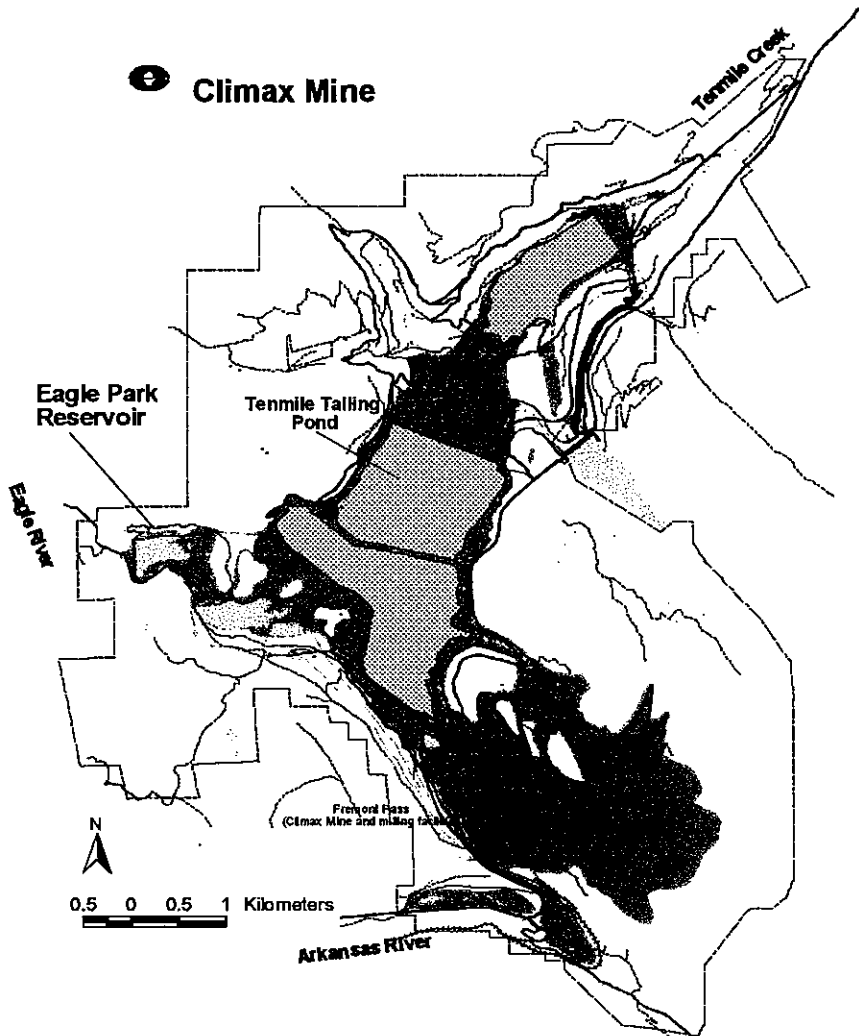 e Climax Mine
Tenmile Creek
Eagle Park
Reservoir
Tenmile Tailing
Pond
Eagle River
Fremont Pass
(Climax Mine and milling
N
0.5 0 0.5 1 Kilometers
Arkansas River